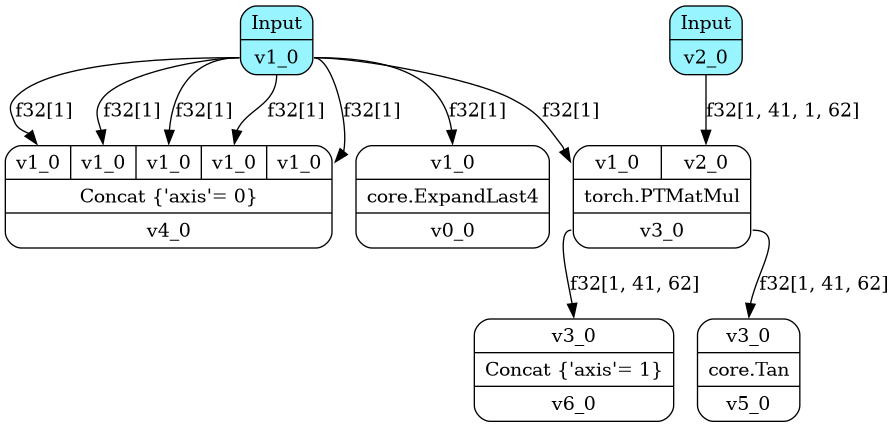 Input
v1_0
Input
v2_0
f32[1]
f32[1]
f32[1]
f32[1]
f32[1]
f32[1]
f32[1]
f32[1, 41, 1, 62]
v1_0 v1_0 v1_0 v1_0 v1_0
Concat {'axis'= 0}
v4_0
v1_0
core.ExpandLast4
v0_0
v1_0 v2_0
torch.PTMatMul
v3_0
f32[1, 41, 62]
f32[1, 41, 62]
v3_0
Concat {'axis'= 1}
v6_0
v3_0
core.Tan
v5_0